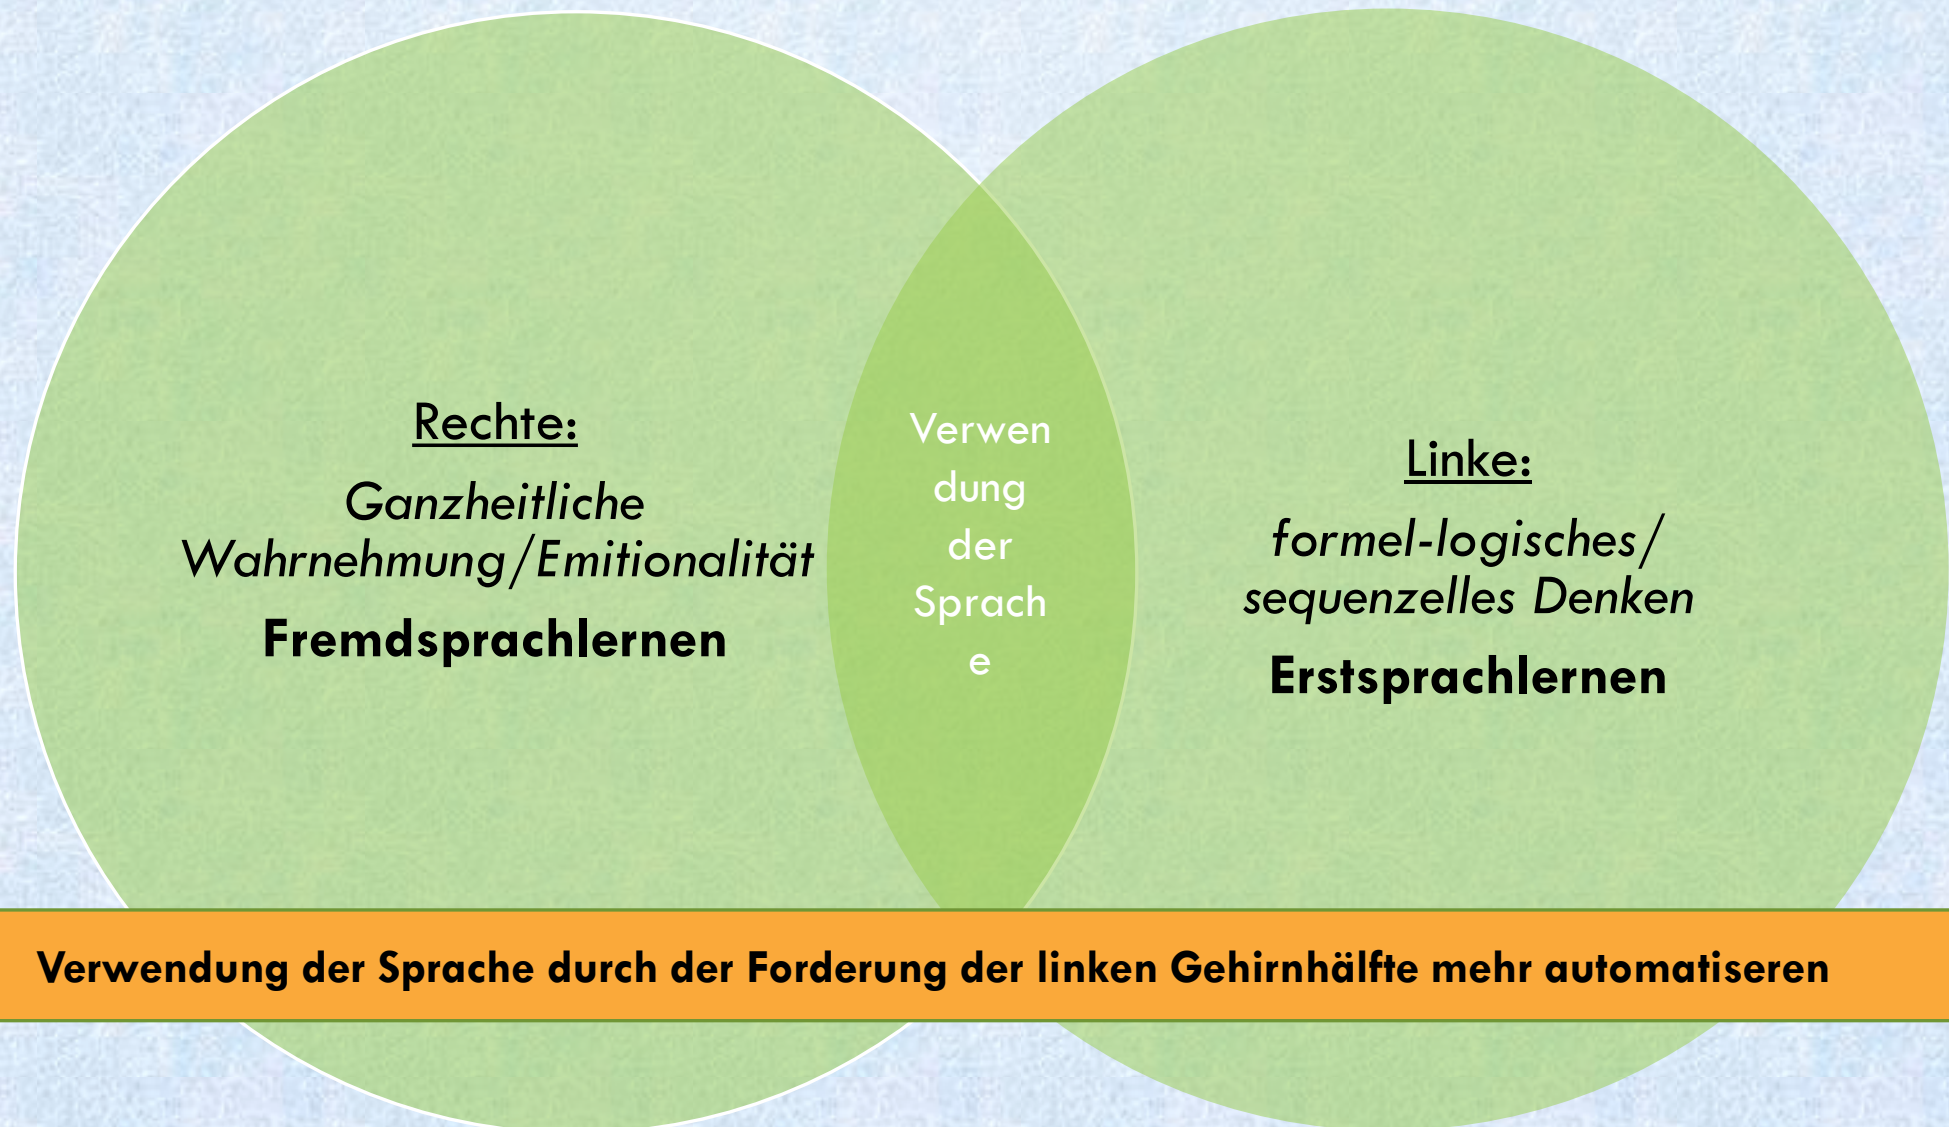 Rechte:
Ganzheitliche
Wahrnehmung/Emitionalität
Fremdsprachlernen
Verwen
dung
der
Sprach
e
Linke:
formel-logisches/
sequenzelles Denken
Erstsprachlernen
Verwendung der Sprache durch der Forderung der linken Gehirnhälfte mehr automatiseren